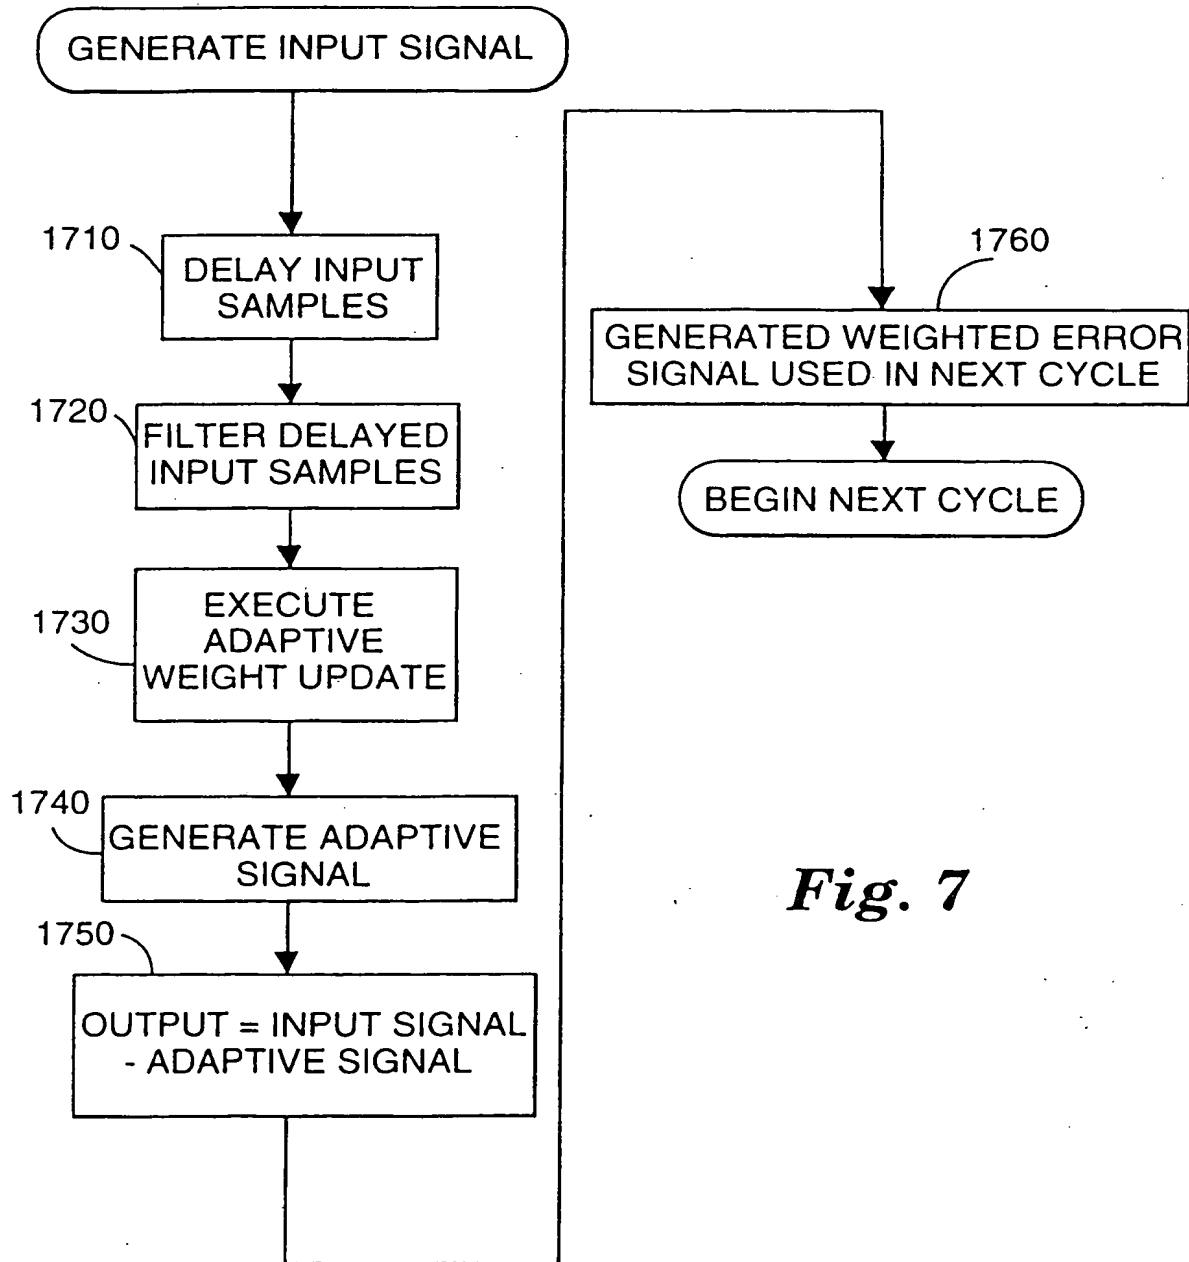 GENERATE INPUT SIGNAL
1710
DELAY INPUT
SAMPLES
1720
FILTER DELAYED
INPUT SAMPLES
1730
EXECUTE
ADAPTIVE
WEIGHT UPDATE
1740
GENERATE ADAPTIVE
SIGNAL
1750
OUTPUT = INPUT SIGNAL
- ADAPTIVE SIGNAL
1760
GENERATED WEIGHTED ERROR
SIGNAL USED IN NEXT CYCLE
BEGIN NEXT CYCLE
Fig. 7